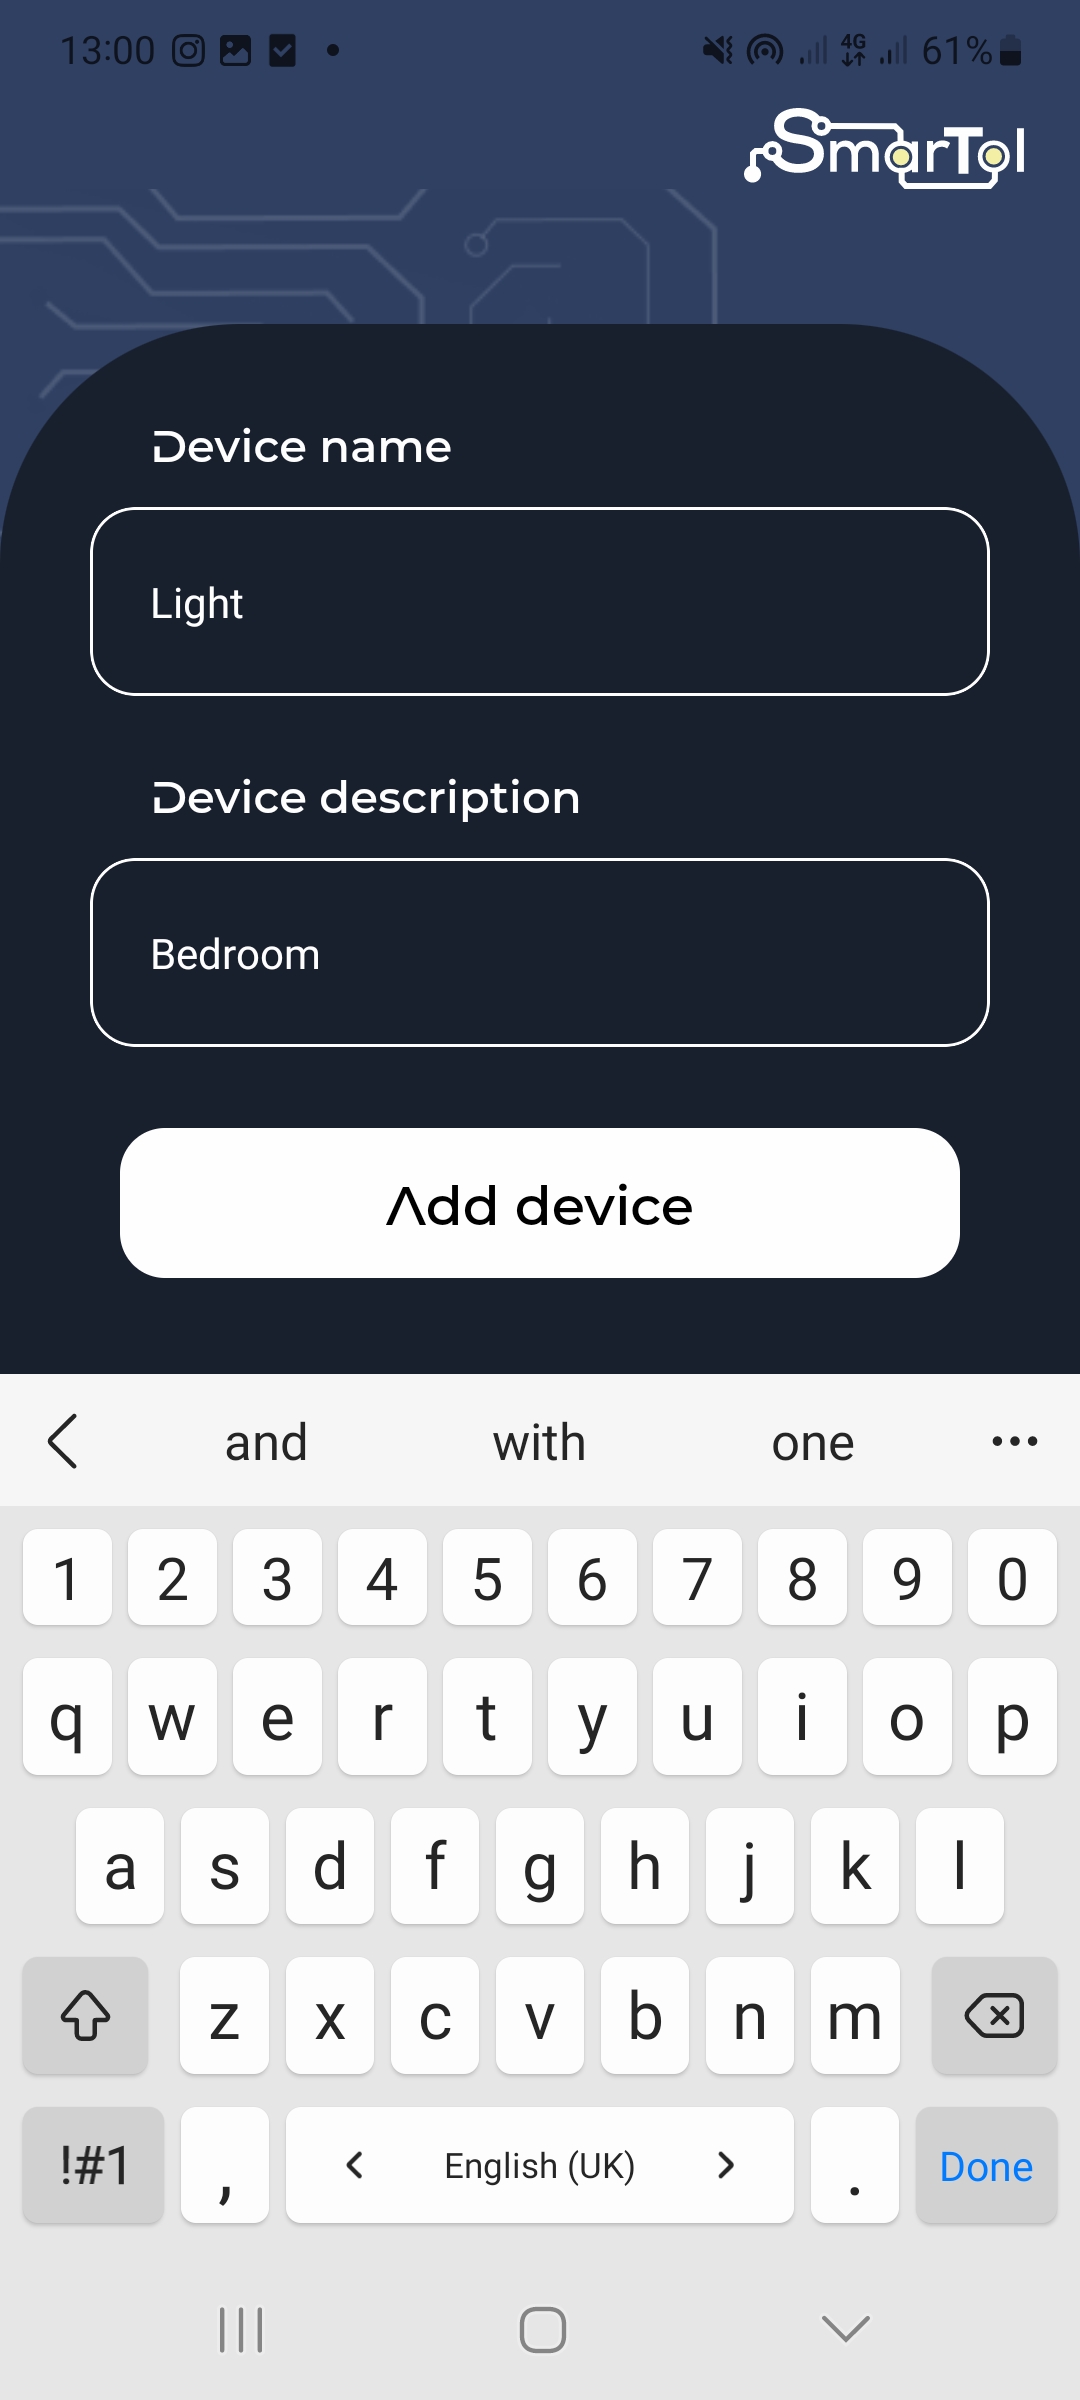 13:00 4G 61%
SmarTol
Device name
Light
Device description
Bedroom
Add device
and with one
1 2 3 4 5 6 7 8 9 0
q w e r t y u i o p
a s d f g h j k l
z x c v b n m
!#1 , English (UK) . Done